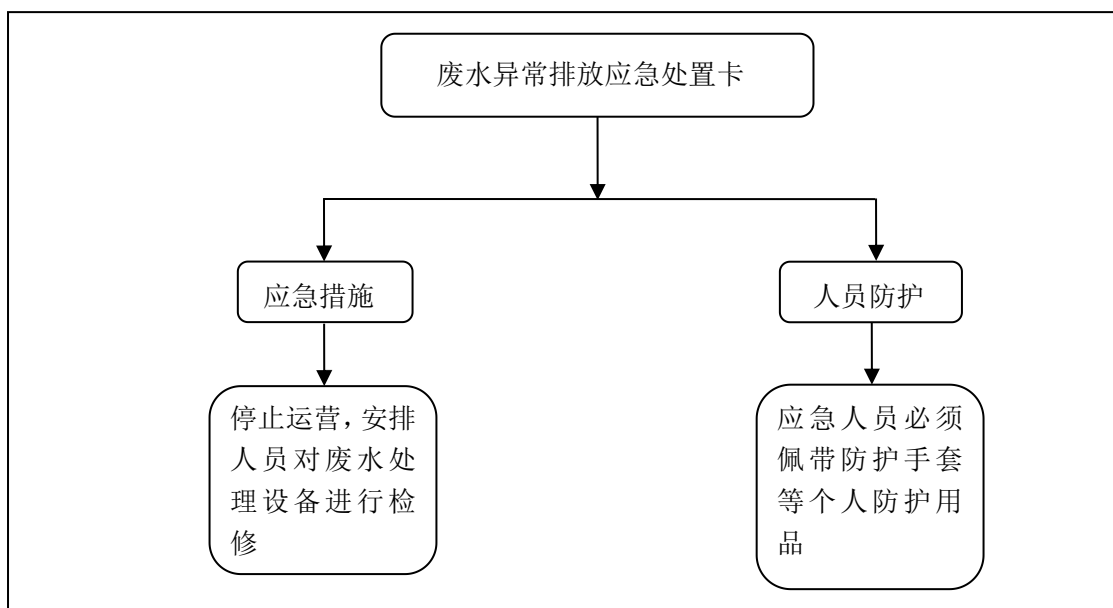 废水异常排放应急处置卡
应急措施
人员防护
停止运营，安排
人员对废水处
理设备进行检
修
应急人员必须
佩带防护手套
等个人防护用
品